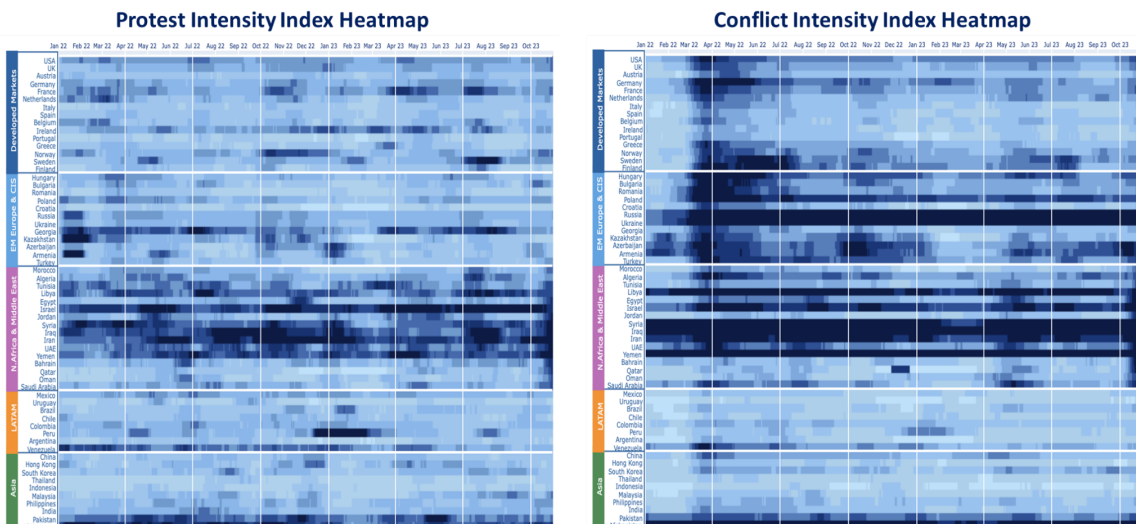 Protest Intensity Index Heatmap
Jan 22 Feb 22 Mar 22 Apr 22 May 22 Jun 22 Jul 22 Aug 22 Sep 22 Oct 22 Nov 22 Dec 22 Jan 23 Feb 23 Mar 23 Apr 23 May 23 Jun 23 Jul 23 Aug 23 Sep 23 Oct 23
Developed Markets
USA
UK
Austria
Germany
France
Netherlands
Italy
Spain
Belgium
Ireland
Portugal
Greece
Norway
Sweden
Finland
EM Europe & CIS
Hungary
Bulgaria
Romania
Poland
Croatia
Russia
Ukraine
Georgia
Kazakhstan
Azerbaijan
Armenia
Turkey
N.Africa & Middle East
Morocco
Algeria
Tunisia
Libya
Egypt
Israel
Jordan
Syria
Iraq
Iran
UAE
Yemen
Bahrain
Qatar
Oman
Saudi Arabia
LATAM
Mexico
Uruguay
Brazil
Chile
Colombia
Peru
Argentina
Venezuela
Asia
China
Hong Kong
South Korea
Thailand
Indonesia
Malaysia
Philippines
India
Pakistan
Conflict Intensity Index Heatmap
Jan 22 Feb 22 Mar 22 Apr 22 May 22 Jun 22 Jul 22 Aug 22 Sep 22 Oct 22 Nov 22 Dec 22 Jan 23 Feb 23 Mar 23 Apr 23 May 23 Jun 23 Jul 23 Aug 23 Sep 23 Oct 23
Developed Markets
USA
UK
Austria
Germany
France
Netherlands
Italy
Spain
Belgium
Ireland
Portugal
Greece
Norway
Sweden
Finland
EM Europe & CIS
Hungary
Bulgaria
Romania
Poland
Croatia
Russia
Ukraine
Georgia
Kazakhstan
Azerbaijan
Armenia
Turkey
N.Africa & Middle East
Morocco
Algeria
Tunisia
Libya
Egypt
Israel
Jordan
Syria
Iraq
Iran
UAE
Yemen
Bahrain
Qatar
Oman
Saudi Arabia
LATAM
Mexico
Uruguay
Brazil
Chile
Colombia
Peru
Argentina
Venezuela
Asia
China
Hong Kong
South Korea
Thailand
Indonesia
Malaysia
Philippines
India
Pakistan